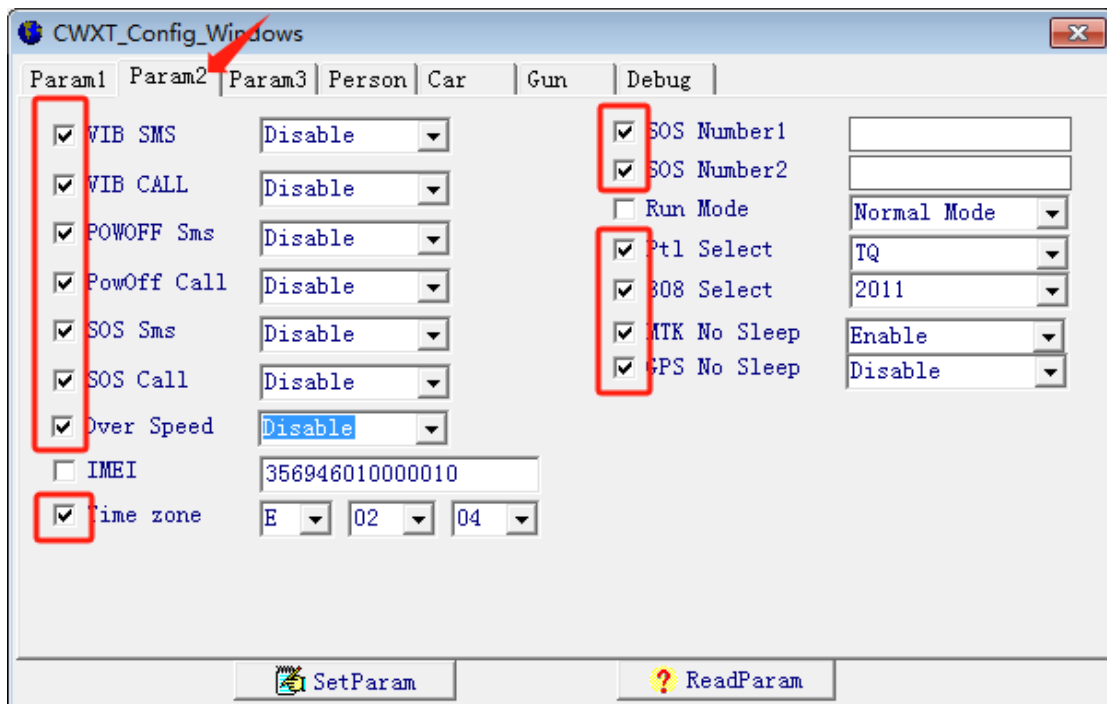 CWXT_Config_Windows
Param1 Param2 Param3 Person Car Gun Debug
VIB SMS Disable
VIB CALL Disable
POWOFF Sms Disable
PowOff Call Disable
SOS Sms Disable
SOS Call Disable
Over Speed Disable
IMEI 356946010000010
Time zone E 02 04
SOS Number1
SOS Number2
Run Mode Normal Mode
Ptl Select TQ
808 Select 2011
MTK No Sleep Enable
GPS No Sleep Disable
SetParam ReadParam